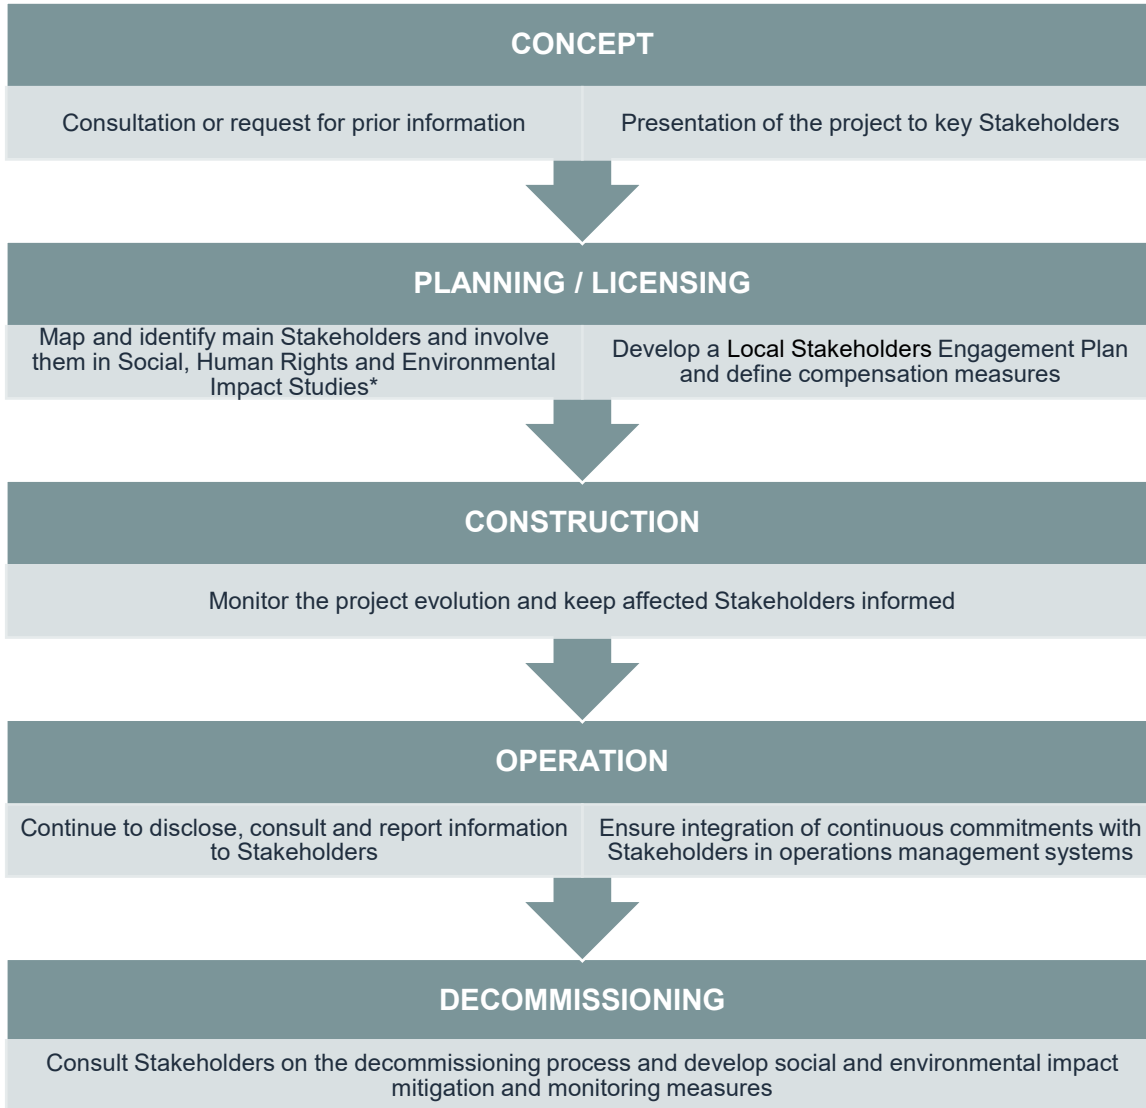 CONCEPT
Consultation or request for prior information
Presentation of the project to key Stakeholders
PLANNING / LICENSING
Map and identify main Stakeholders and involve
them in Social, Human Rights and Environmental
Impact Studies*
Develop a Local Stakeholders Engagement Plan
and define compensation measures
CONSTRUCTION
Monitor the project evolution and keep affected Stakeholders informed
OPERATION
Continue to disclose, consult and report information
to Stakeholders
Ensure integration of continuous commitments with
Stakeholders in operations management systems
DECOMMISSIONING
Consult Stakeholders on the decommissioning process and develop social and environmental impact
mitigation and monitoring measures